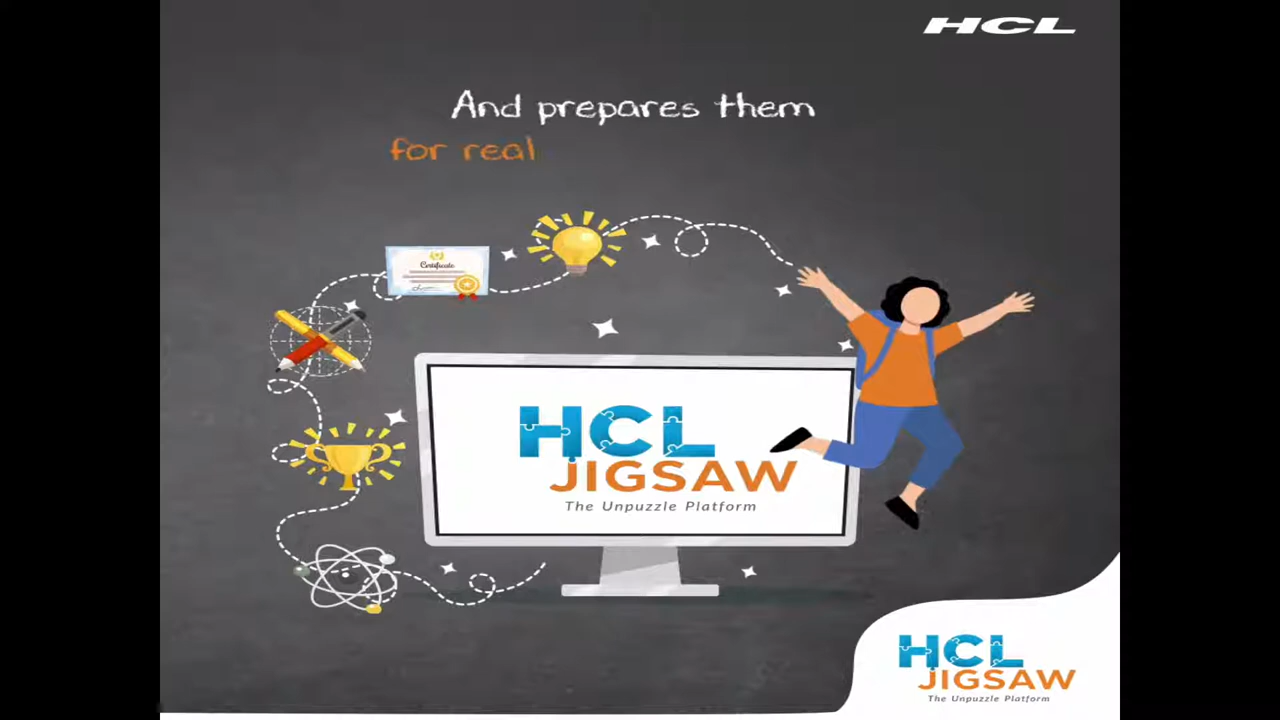 HCL
And prepares them
for real
Certificate
HCL
JIGSAW
The Unpuzzle Platform
HCL
JIGSAW
The Unpuzzle Platform